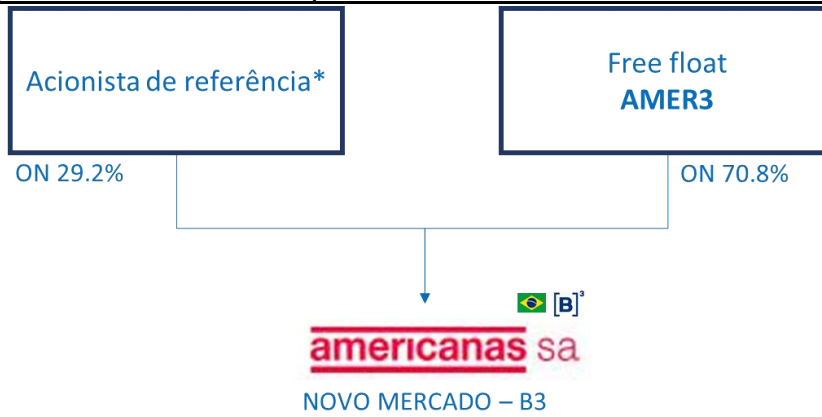 Acionista de referência*
Free float
AMER3
ON 29.2%
ON 70.8%
[B]³
americanas sa
NOVO MERCADO – B3